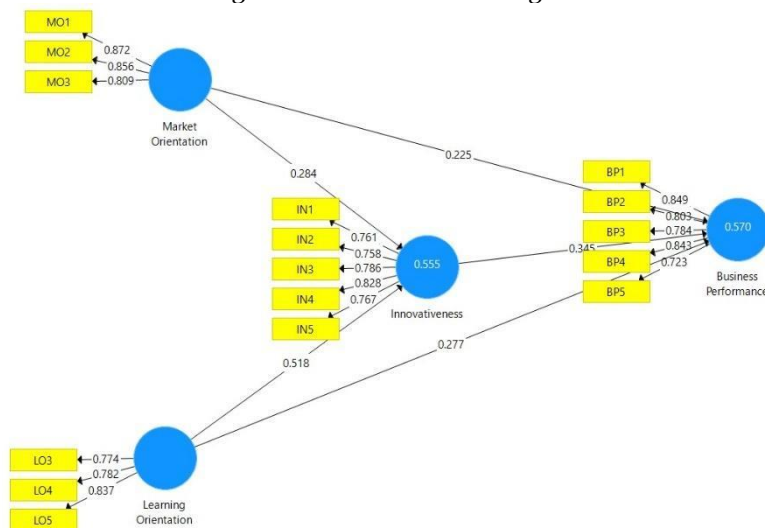 MO1
MO2
MO3
0.872
0.856
0.809
Market
Orientation
0.225
0.284
IN1
IN2
IN3
IN4
IN5
0.761
0.758
0.786
0.828
0.767
0.555
Innovativeness
BP1
BP2
BP3
BP4
BP5
0.849
0.803
0.784
0.843
0.723
0.345
0.570
Business
Performance
0.518
0.277
LO3
LO4
LO5
0.774
0.782
0.837
Learning
Orientation